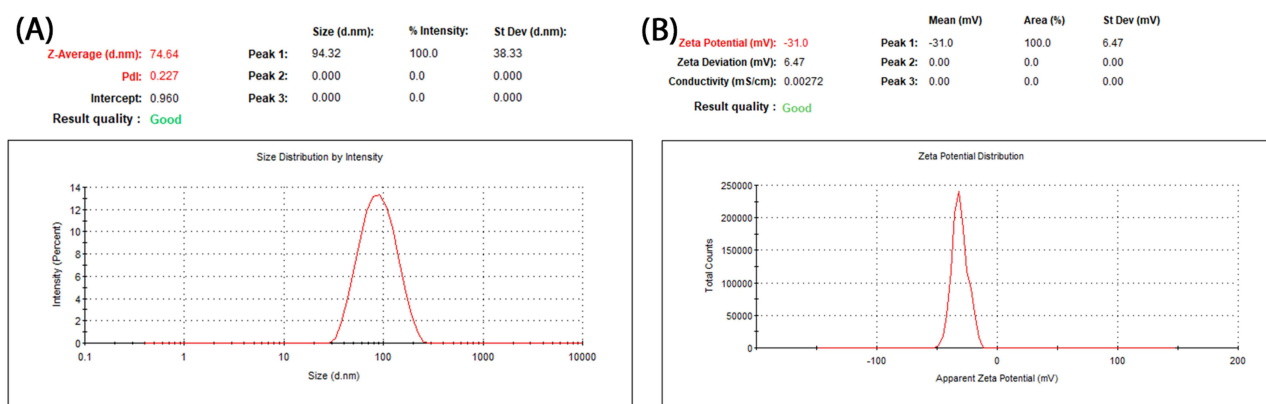 (A)
Size (d.nm): % Intensity: St Dev (d.nm):
Z-Average (d.nm): 74.64 Peak 1: 94.32 100.0 38.33
PdI: 0.227 Peak 2: 0.000 0.0 0.000
Intercept: 0.960 Peak 3: 0.000 0.0 0.000
Result quality : Good
Size Distribution by Intensity
Intensity (Percent)
14
12
10
8
6
4
2
0
0.1 1 10 100 1000 10000
Size (d.nm)
(B)
Mean (mV) Area (%) St Dev (mV)
Zeta Potential (mV): -31.0 Peak 1: -31.0 100.0 6.47
Zeta Deviation (mV): 6.47 Peak 2: 0.00 0.0 0.00
Conductivity (mS/cm): 0.00272 Peak 3: 0.00 0.0 0.00
Result quality : Good
Zeta Potential Distribution
Total Counts
250000
200000
150000
100000
50000
0
-100 0 100 200
Apparent Zeta Potential (mV)